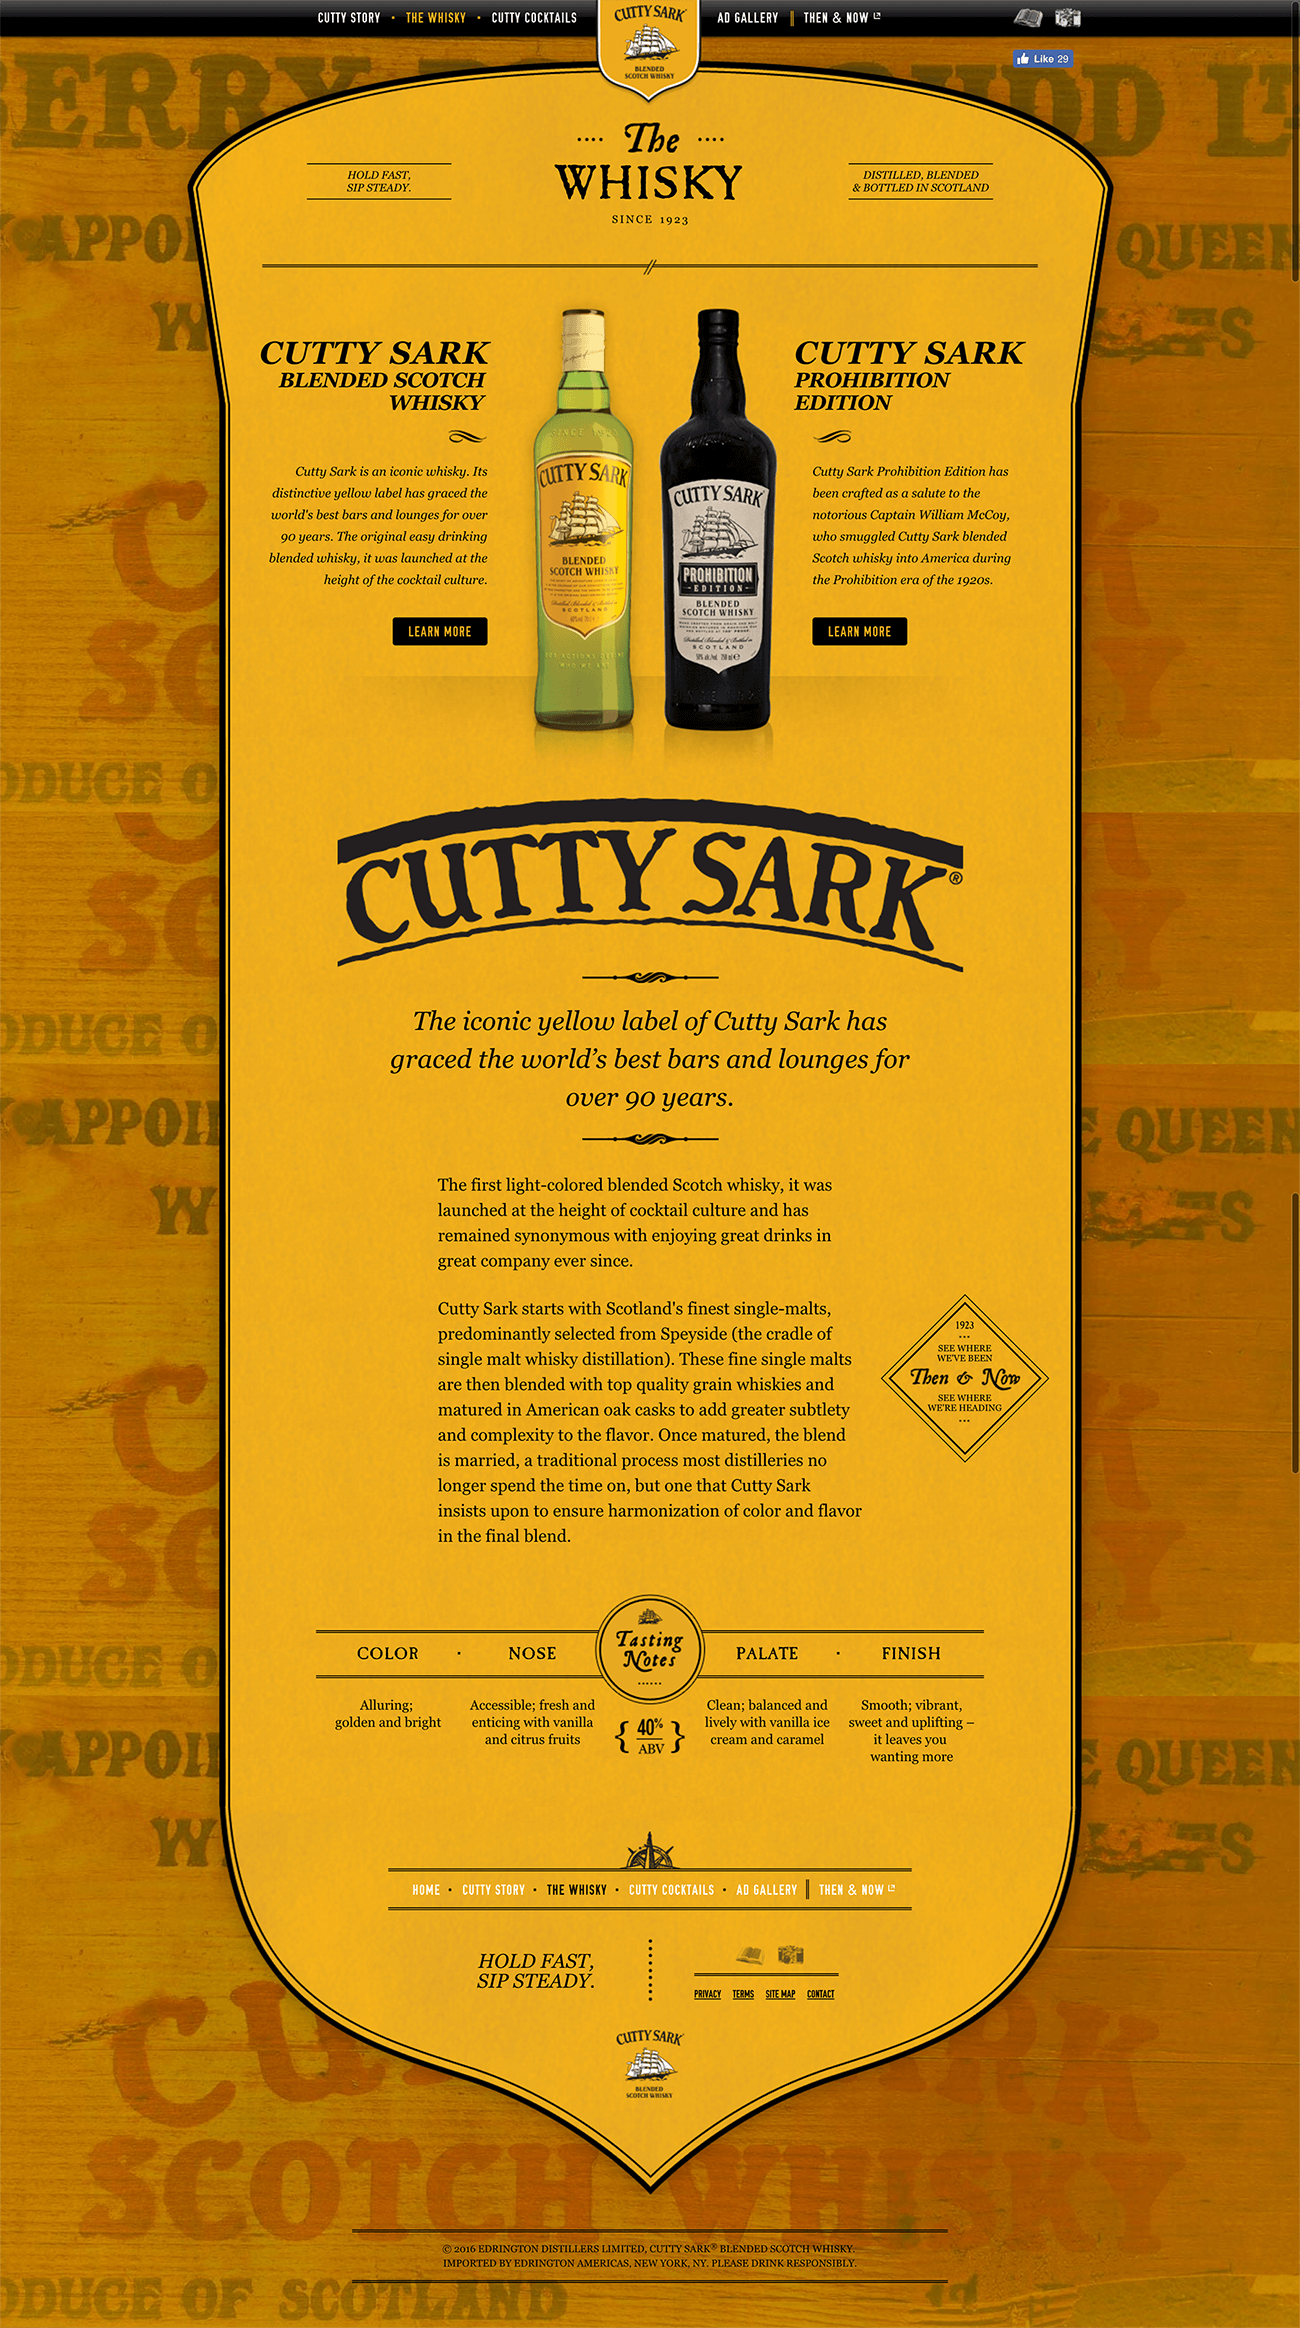 CUTTY STORY • THE WHISKY • CUTTY COCKTAILS
CUTTY SARK
BLENDED
SCOTCH WHISKY
AD GALLERY || THEN & NOW
Like 29
The
WHISKY
SINCE 1923
HOLD FAST,
SIP STEADY.
DISTILLED, BLENDED
& BOTTLED IN SCOTLAND
CUTTY SARK
BLENDED SCOTCH
WHISKY
Cutty Sark is an iconic whisky. Its
distinctive yellow label has graced the
world's best bars and lounges for over
90 years. The original easy drinking
blended whisky, it was launched at the
height of the cocktail culture.
LEARN MORE
CUTTY SARK
BLENDED
SCOTCH WHISKY
SCOTLAND
CUTTY SARK
PROHIBITION
EDITION
BLENDED
SCOTCH WHISKY
Distilled, Blended & Bottled in
SCOTLAND
CUTTY SARK
PROHIBITION
EDITION
Cutty Sark Prohibition Edition has
been crafted as a salute to the
notorious Captain William McCoy,
who smuggled Cutty Sark blended
Scotch whisky into America during
the Prohibition era of the 1920s.
LEARN MORE
CUTTY SARK®
The iconic yellow label of Cutty Sark has
graced the world's best bars and lounges for
over 90 years.
The first light-colored blended Scotch whisky, it was
launched at the height of cocktail culture and has
remained synonymous with enjoying great drinks in
great company ever since.
Cutty Sark starts with Scotland's finest single-malts,
predominantly selected from Speyside (the cradle of
single malt whisky distillation). These fine single malts
are then blended with top quality grain whiskies and
matured in American oak casks to add greater subtlety
and complexity to the flavor. Once matured, the blend
is married, a traditional process most distilleries no
longer spend the time on, but one that Cutty Sark
insists upon to ensure harmonization of color and flavor
in the final blend.
1923
SEE WHERE
WE'VE BEEN
Then & Now
SEE WHERE
WE'RE HEADING
COLOR • NOSE
Tasting
Notes
PALATE • FINISH
Alluring;
golden and bright
Accessible; fresh and
enticing with vanilla
and citrus fruits
{ 40% ABV }
Clean; balanced and
lively with vanilla ice
cream and caramel
Smooth; vibrant,
sweet and uplifting –
it leaves you
wanting more
HOME • CUTTY STORY • THE WHISKY • CUTTY COCKTAILS • AD GALLERY || THEN & NOW
HOLD FAST,
SIP STEADY.
PRIVACY TERMS SITE MAP CONTACT
CUTTY SARK
BLENDED
SCOTCH WHISKY
SCOTCH WHISKY
© 2016 EDRINGTON DISTILLERS LIMITED, CUTTY SARK® BLENDED SCOTCH WHISKY.
IMPORTED BY EDRINGTON AMERICAS, NEW YORK, NY. PLEASE DRINK RESPONSIBLY.
PRODUCE OF SCOTLAND